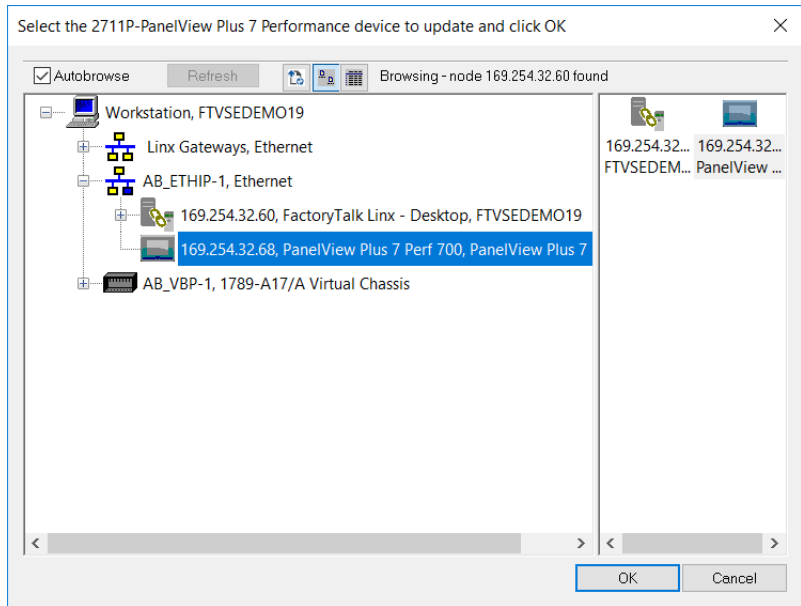 Select the 2711P-PanelView Plus 7 Performance device to update and click OK
Autobrowse
Refresh
Browsing - node 169.254.32.60 found
Workstation, FTVSEDEMO19
Linx Gateways, Ethernet
AB_ETHIP-1, Ethernet
169.254.32.60, FactoryTalk Linx - Desktop, FTVSEDEMO19
169.254.32.68, PanelView Plus 7 Perf 700, PanelView Plus 7
AB_VBP-1, 1789-A17/A Virtual Chassis
169.254.32... 169.254.32...
FTVSEDEM... PanelView ...
OK
Cancel